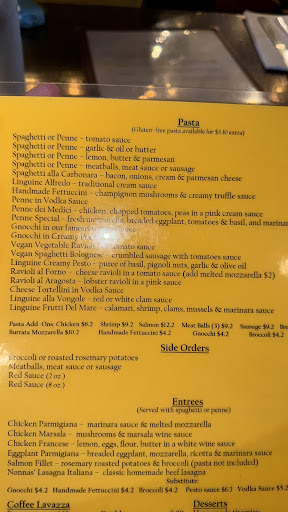 Pasta
(Gluten- free pasta available for $3.10 extra)
Spaghetti or Penne – tomato sauce
Spaghetti or Penne – garlic & oil or butter
Spaghetti or Penne – lemon, butter & parmesan
Spaghetti or Penne – meatballs, meat sauce or sausage
Spaghetti alla Carbonara – bacon, onions, cream & parmesan cheese
Linguine Alfredo – traditional cream sauce
Handmade Fettuccini – champignon mushrooms & creamy truffle sauce
Penne in Vodka Sauce
Penne dei Medici – chicken, chopped tomatoes, peas in a pink cream sauce
Penne Special – fresh mozzarella, breaded eggplant, tomatoes & basil, and marinar
Gnocchi in our famous sauce
Gnocchi in Creamy
Vegan Vegetable Ravioli tomato sauce
Vegan Spaghetti Bolognese – crumbled sausage with tomatoes sauce
Linguine Creamy Pesto – puree of basil, pignoli nuts, garlic & olive oil
Ravioli al Forno – cheese ravioli in a tomato sauce (add melted mozzarella $2)
Ravioli al Aragosta – lobster ravioli in a pink sauce
Cheese Tortellini in Vodka Sauce
Linguine alla Vongole – red or white clam sauce
Linguine Frutti Del Mare – calamari, shrimp, clams, mussels & marinara sauce
Pasta Add- Ons: Chicken $8.2 Shrimp $9.2 Salmon $12.2 Meat Balls (3) $9.2 Sausage $9.2 Br
Burrata Mozzarella $10.2 Handmade Fettuccini $4.2 Gnocchi $4.2 Broccoli $4.2
Side Orders
Broccoli or roasted rosemary potatoes
Meatballs, meat sauce or sausage
Red Sauce (2 oz.)
Red Sauce (8 oz.)
Entrees
(Served with spaghetti or penne)
Chicken Parmigiana – marinara sauce & melted mozzarella
Chicken Marsala – mushrooms & marsala wine sauce
Chicken Francese – lemon, eggs, flour, butter in a white wine sauce
Eggplant Parmigiana – breaded eggplant, mozzarella, ricotta & marinara sauce
Salmon Fillet – rosemary roasted potatoes & broccoli (pasta not included)
Nonnas' Lasagna Italiana – classic homemade beef lasagna
Substitute:
Gnocchi $4.2 Handmade Fettuccini $4.2 Broccoli $4.2 Pesto sauce $6.2 Vodka Sauce $5.2
Coffee Lavazza Desserts